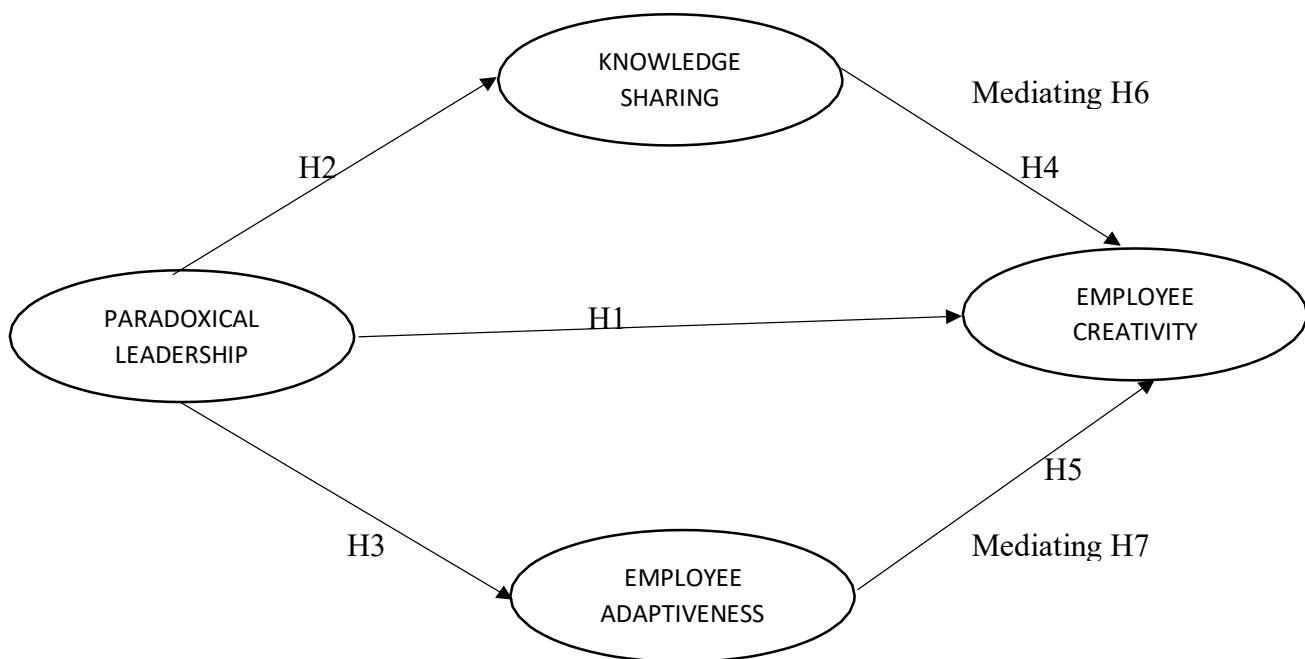 KNOWLEDGE
SHARING
Mediating H6
H2
H4
PARADOXICAL
LEADERSHIP
H1
EMPLOYEE
CREATIVITY
H3
H5
EMPLOYEE
ADAPTIVENESS
Mediating H7